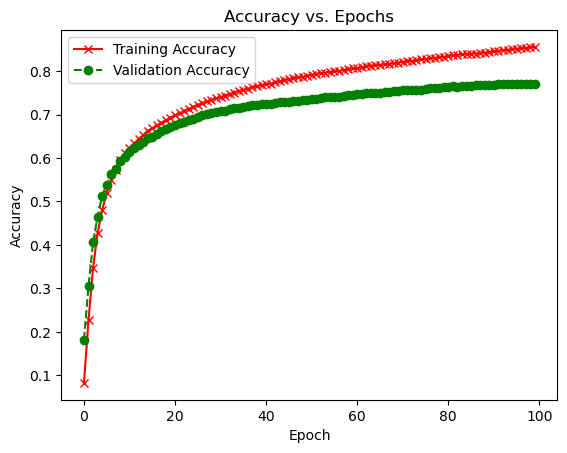 Accuracy vs. Epochs
Training Accuracy
Validation Accuracy
0.8
0.7
0.6
0.5
0.4
0.3
0.2
0.1
Accuracy
0 20 40 60 80 100
Epoch